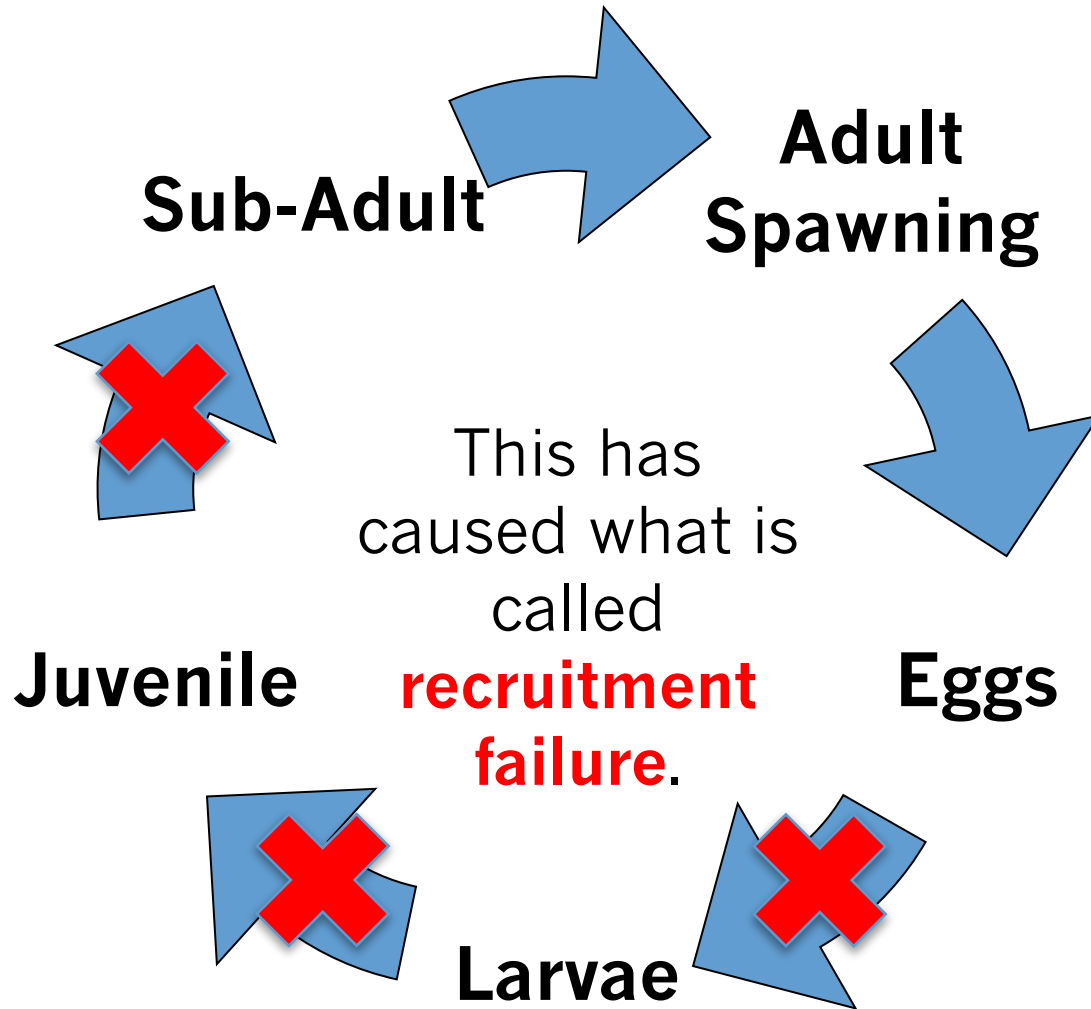 Sub-Adult
Adult
Spawning
This has
caused what is
called
recruitment
failure.
Juvenile
Eggs
Larvae